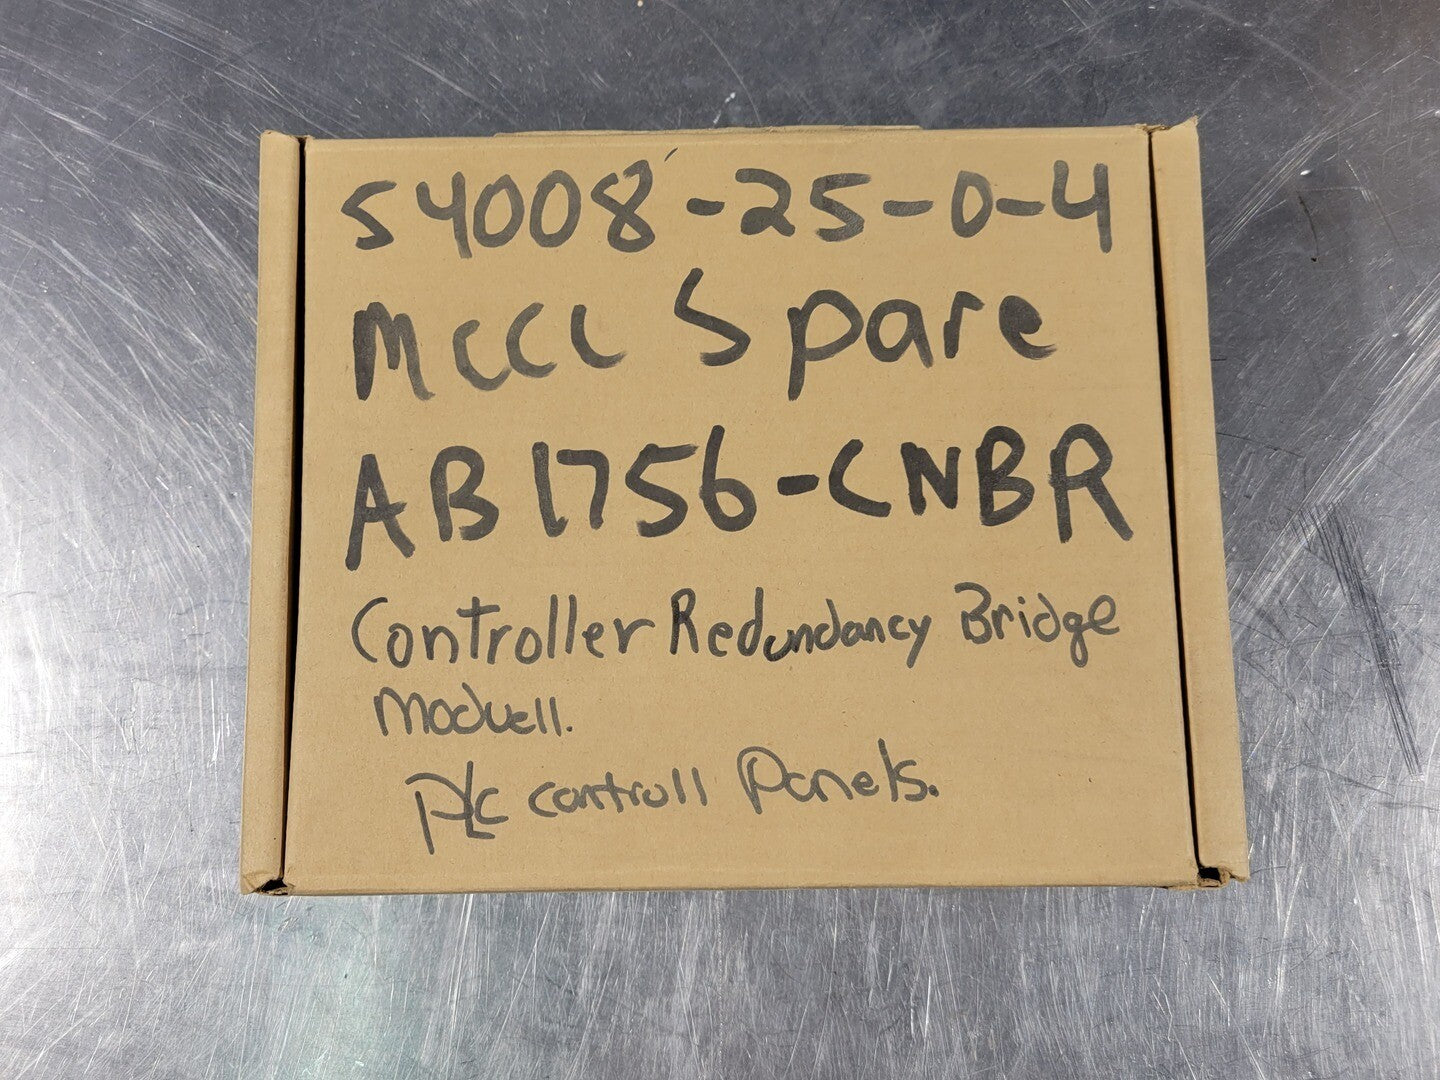 54008-25-0-4
MCCC Spare
AB 1756-CNBR
Controller Redundancy Bridge
Moduell.
PLC controll Panels.